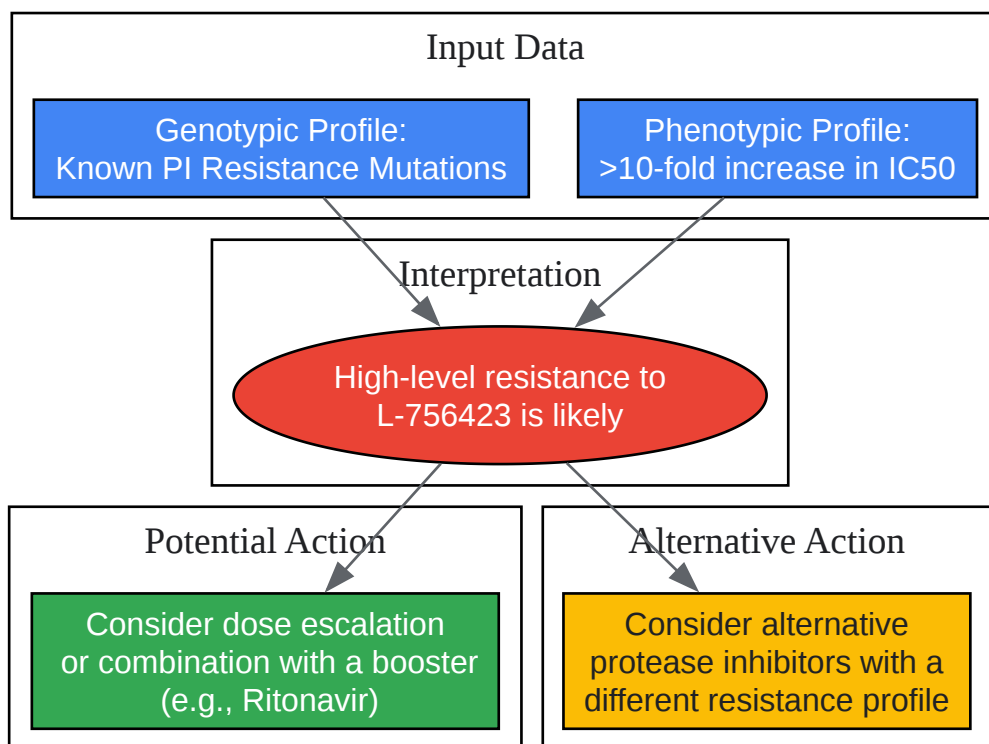 Input Data
Genotypic Profile:
Known PI Resistance Mutations
Phenotypic Profile:
>10-fold increase in IC50
Interpretation
High-level resistance to
L-756423 is likely
Potential Action
Consider dose escalation
or combination with a booster
(e.g., Ritonavir)
Alternative Action
Consider alternative
protease inhibitors with a
different resistance profile